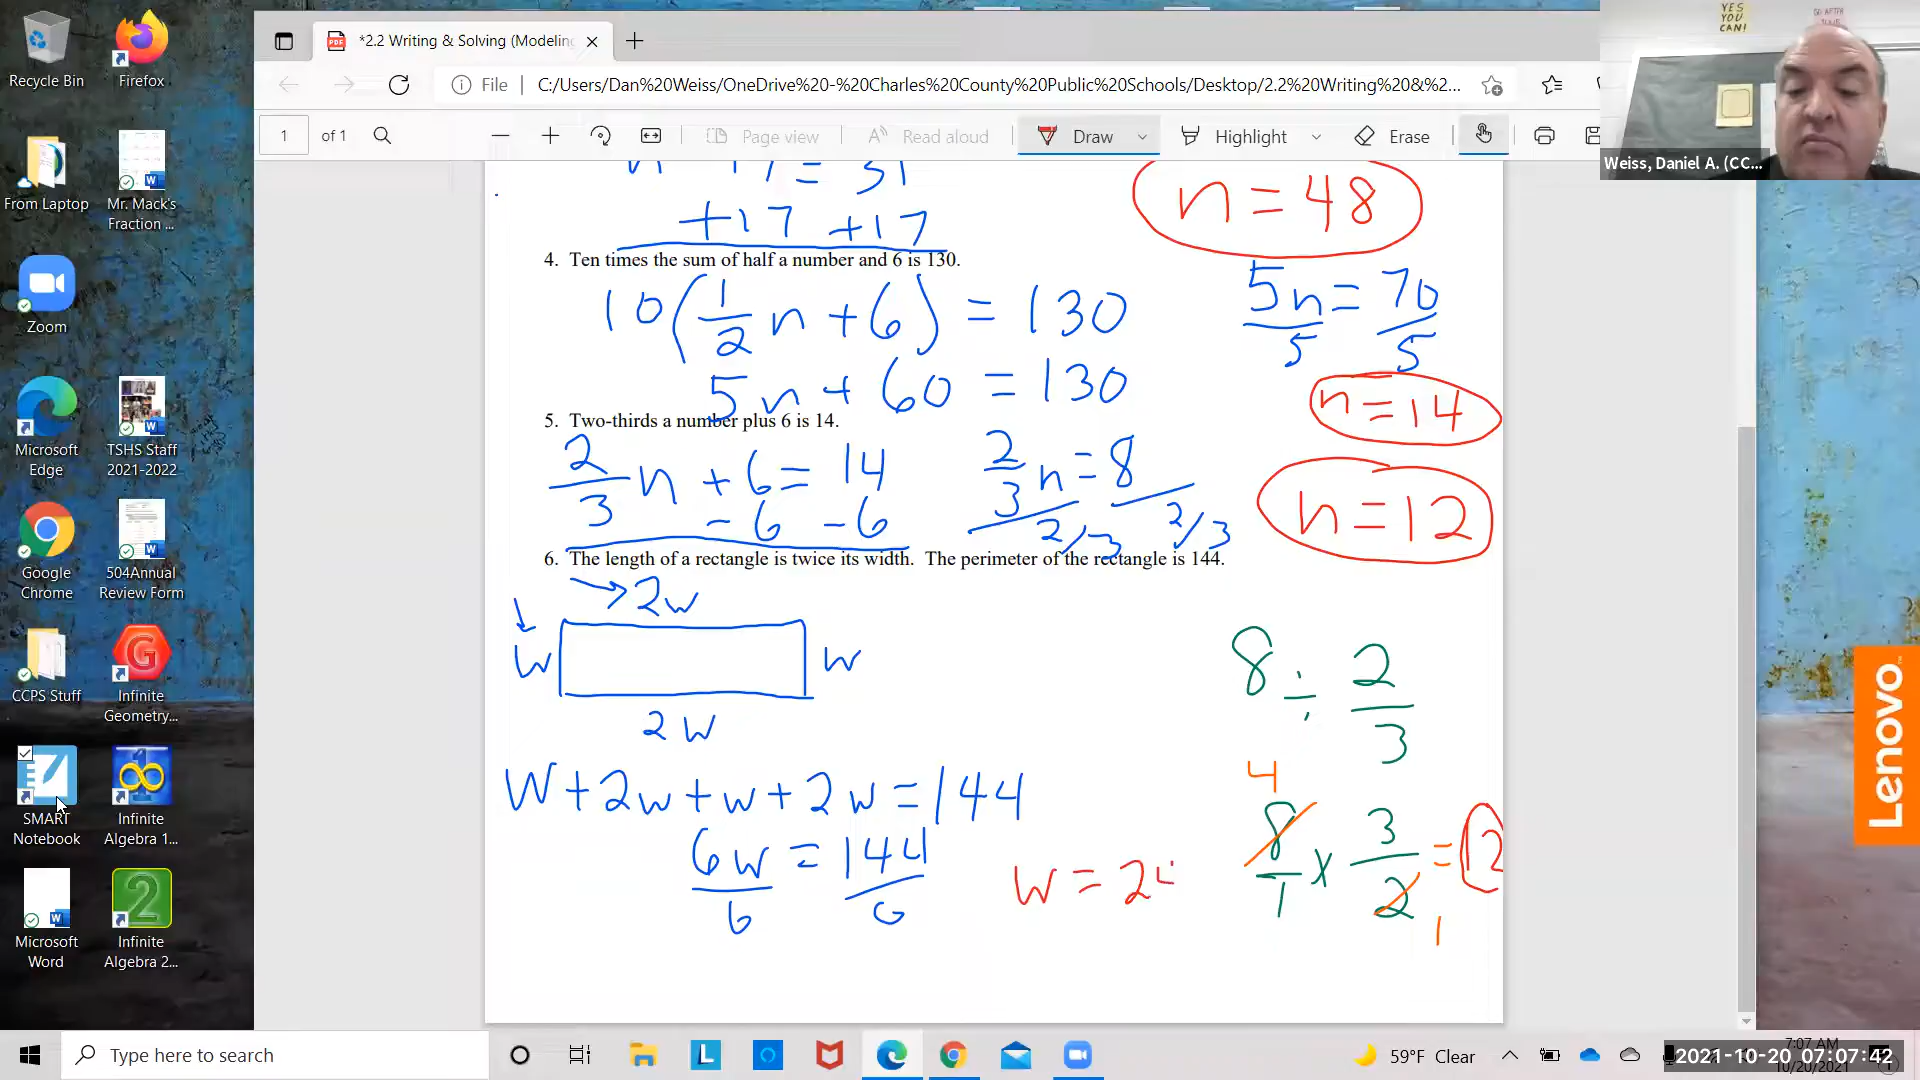 *2.2 Writing & Solving (Modeling
File
C:/Users/Dan%20Weiss/OneDrive%20-%20Charles%20County%20Public%20Schools/Desktop/2.2%20Writing%20&%2...
1
of 1
Page view
Read aloud
Draw
Highlight
Erase
YES
YOU
CAN!
Weiss, Daniel A. (CC...
Recycle Bin
Firefox
From Laptop
Mr. Mack's
Fraction ...
Zoom
Microsoft
Edge
TSHS Staff
2021-2022
Google
Chrome
504Annual
Review Form
CCPS Stuff
Infinite
Geometry...
SMART
Notebook
Infinite
Algebra 1...
Microsoft
Word
Infinite
Algebra 2...
+17 +17
n = 48
4. Ten times the sum of half a number and 6 is 130.
10(1/2 n + 6) = 130
5n + 60 = 130
5n = 70
5 5
n = 14
5. Two-thirds a number plus 6 is 14.
2/3 n + 6 = 14
- 6 - 6
2/3 n = 8
2/3 2/3
n = 12
6. The length of a rectangle is twice its width. The perimeter of the rectangle is 144.
2w
w w
2w
W + 2w + w + 2w = 144
6w = 144
6 6
w = 24
8 ÷ 2/3
4
8/1 x 3/2 = 12
1
Lenovo
Type here to search
59°F Clear
7:07 AM
10/20/2021
2021-10-20 07:07:42